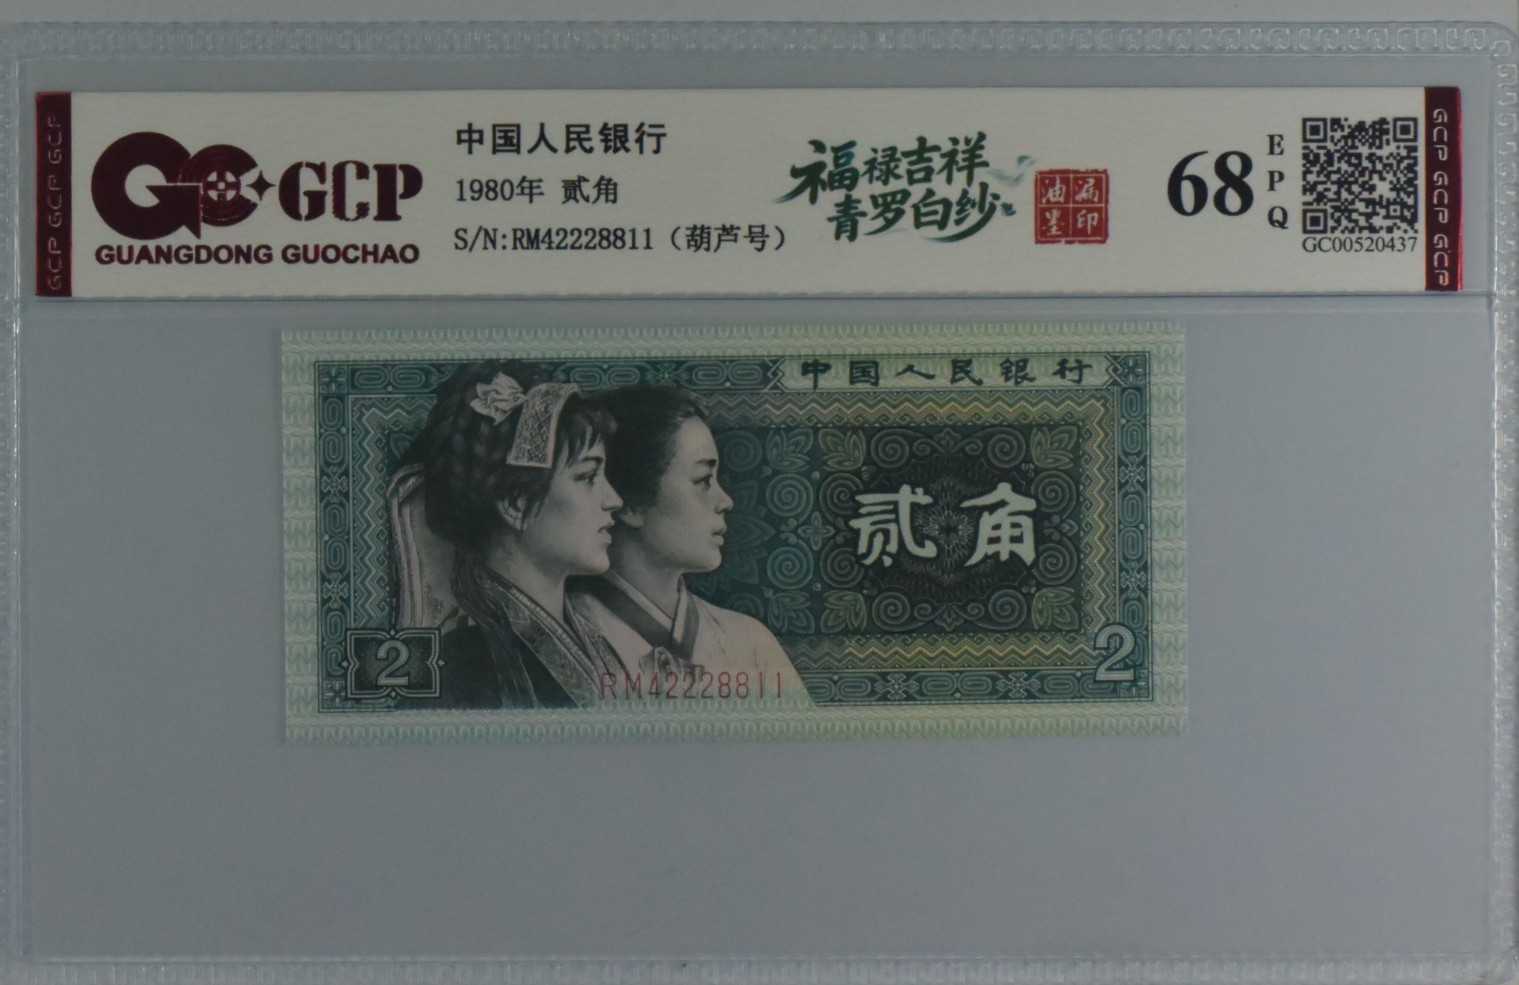 GCP GCP GCP
GCP
GUANGDONG GUOCHAO
中国人民银行
1980年 贰角
S/N:RM42228811（葫芦号）
福禄吉祥
青罗白纱
油漏
墨印
68
EPQ
GC00520437
GCP GCP GCP
中国人民银行
贰角
2
2
RM42228811